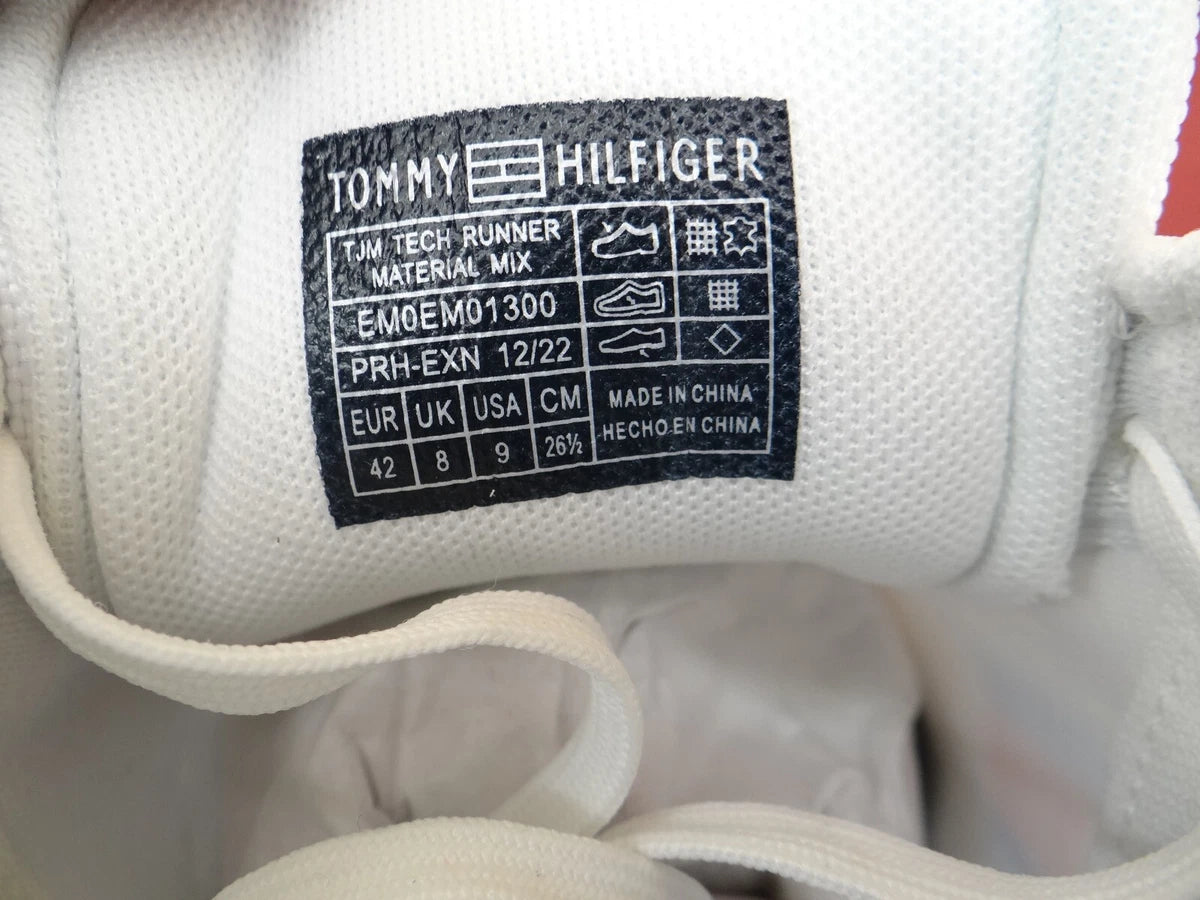 TOMMY HILFIGER
TJM TECH RUNNER
MATERIAL MIX
EM0EM01300
PRH-EXN 12/22
EUR UK USA CM
42 8 9 26½
MADE IN CHINA
HECHO EN CHINA